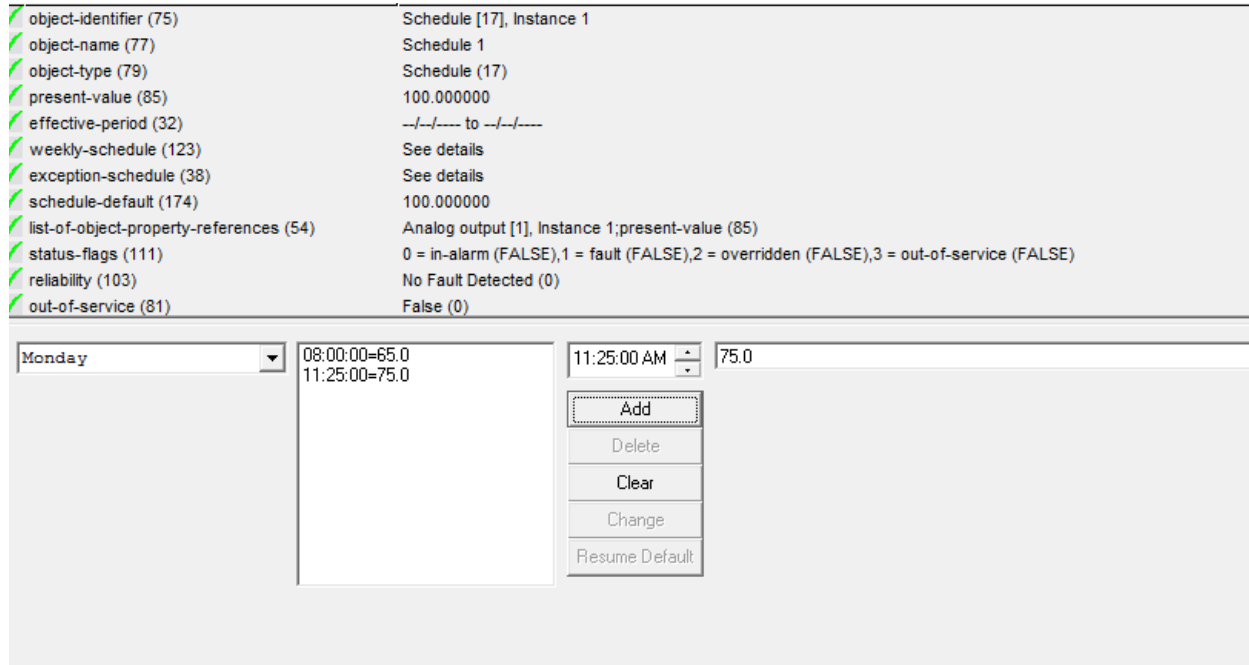 object-identifier (75) Schedule [17], Instance 1
object-name (77) Schedule 1
object-type (79) Schedule (17)
present-value (85) 100.000000
effective-period (32) --/--/---- to --/--/----
weekly-schedule (123) See details
exception-schedule (38) See details
schedule-default (174) 100.000000
list-of-object-property-references (54) Analog output [1], Instance 1;present-value (85)
status-flags (111) 0 = in-alarm (FALSE),1 = fault (FALSE),2 = overridden (FALSE),3 = out-of-service (FALSE)
reliability (103) No Fault Detected (0)
out-of-service (81) False (0)
Monday 08:00:00=65.0 11:25:00 AM 75.0
11:25:00=75.0
Add
Delete
Clear
Change
Resume Default